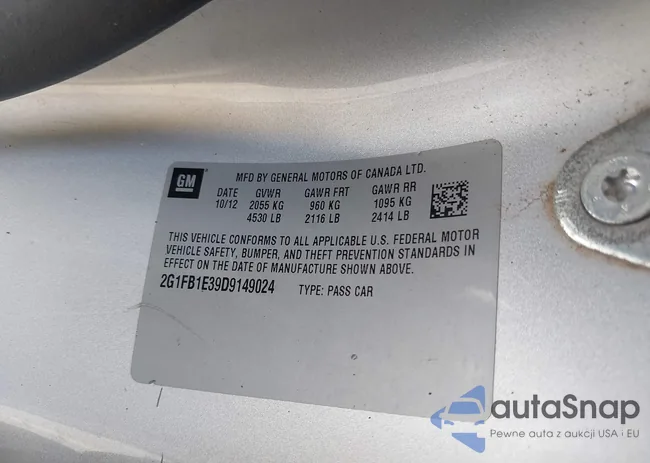 GM
MFD BY GENERAL MOTORS OF CANADA LTD.
DATE GVWR GAWR FRT GAWR RR
10/12 2055 KG 960 KG 1095 KG
4530 LB 2116 LB 2414 LB
THIS VEHICLE CONFORMS TO ALL APPLICABLE U.S. FEDERAL MOTOR
VEHICLE SAFETY, BUMPER, AND THEFT PREVENTION STANDARDS IN
EFFECT ON THE DATE OF MANUFACTURE SHOWN ABOVE.
2G1FB1E39D9149024 TYPE: PASS CAR
autoSnap
Pewne auta z aukcji USA i EU